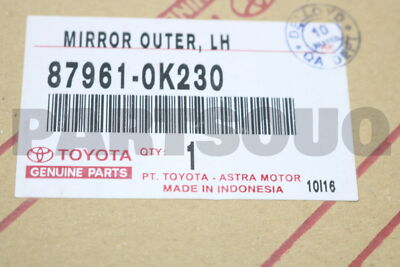 MIRROR OUTER, LH
87961-0K230
PARTSOUQ
TOYOTA
GENUINE PARTS
QTY:
1
PT. TOYOTA - ASTRA MOTOR
MADE IN INDONESIA
10I16
10